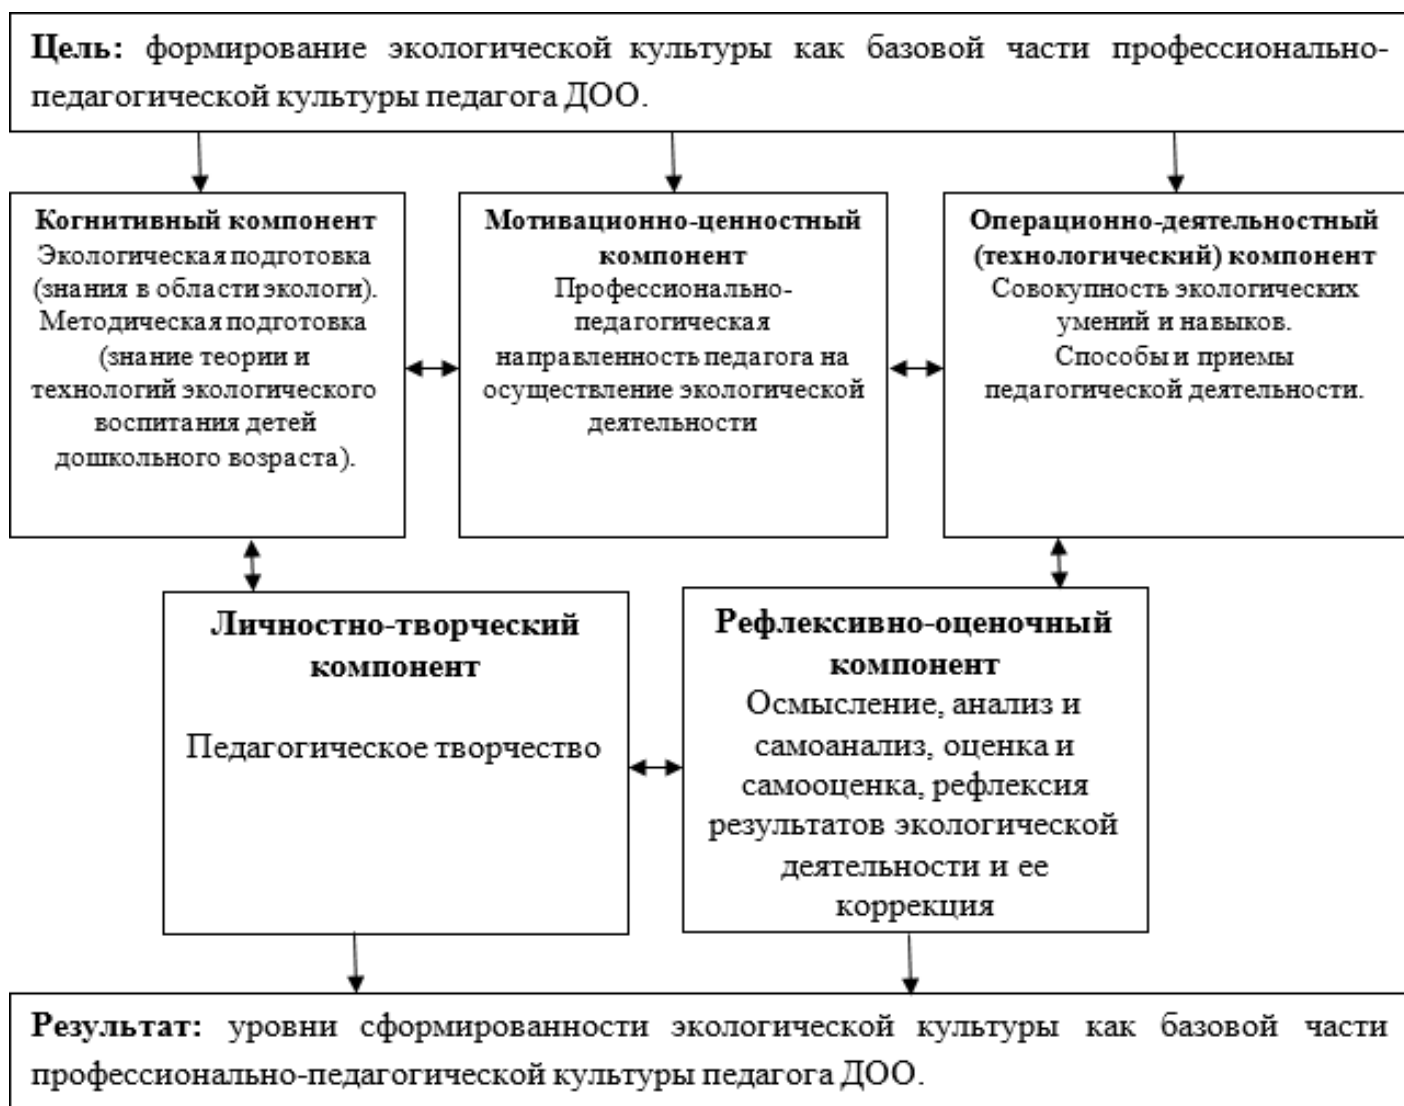 Цель: формирование экологической культуры как базовой части профессионально-
педагогической культуры педагога ДОО.
Когнитивный компонент
Экологическая подготовка
(знания в области экологи).
Методическая подготовка
(знание теории и
технологий экологического
воспитания детей
дошкольного возраста).
Мотивационно-ценностный
компонент
Профессионально-
педагогическая
направленность педагога на
осуществление экологической
деятельности
Операционно-деятельностный
(технологический) компонент
Совокупность экологических
умений и навыков.
Способы и приемы
педагогической деятельности.
Личностно-творческий
компонент
Педагогическое творчество
Рефлексивно-оценочный
компонент
Осмысление, анализ и
самоанализ, оценка и
самооценка, рефлексия
результатов экологической
деятельности и ее
коррекция
Результат: уровни сформированности экологической культуры как базовой части
профессионально-педагогической культуры педагога ДОО.